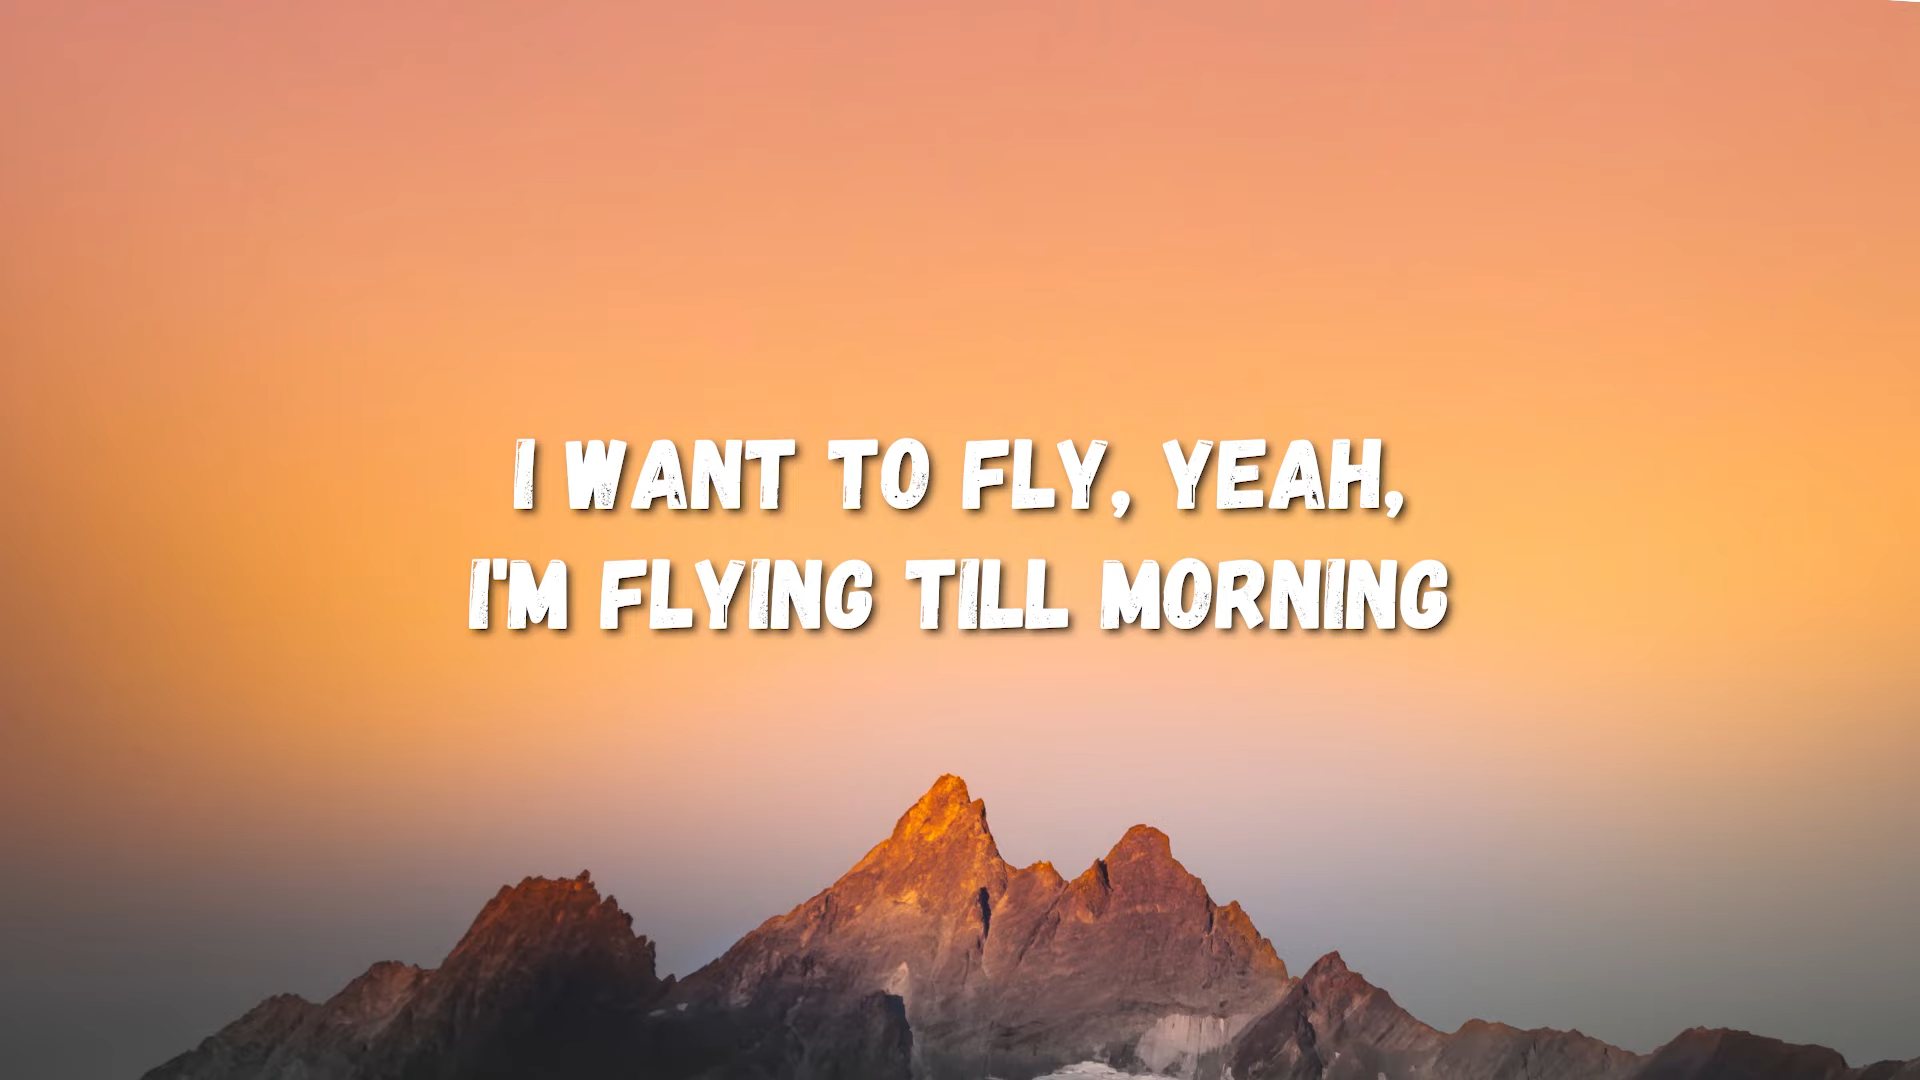 I WANT TO FLY, YEAH,
I'M FLYING TILL MORNING